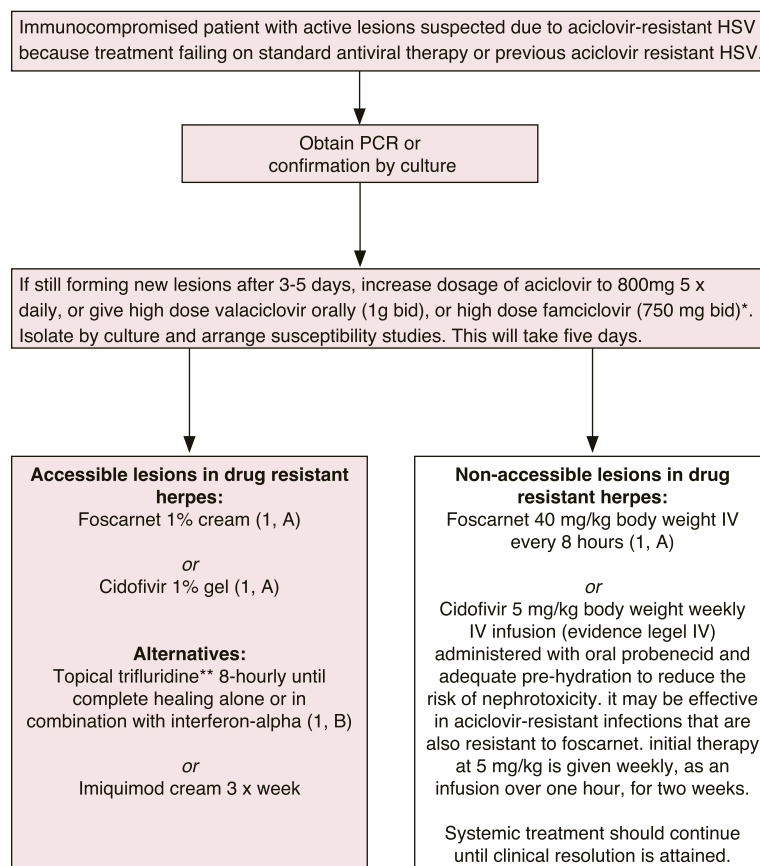 Immunocompromised patient with active lesions suspected due to aciclovir-resistant HSV
because treatment failing on standard antiviral therapy or previous aciclovir resistant HSV.
Obtain PCR or
confirmation by culture
If still forming new lesions after 3-5 days, increase dosage of aciclovir to 800mg 5 x
daily, or give high dose valaciclovir orally (1g bid), or high dose famciclovir (750 mg bid)*.
Isolate by culture and arrange susceptibility studies. This will take five days.
Accessible lesions in drug resistant
herpes:
Foscarnet 1% cream (1, A)
or
Cidofivir 1% gel (1, A)
Alternatives:
Topical trifluridine** 8-hourly until
complete healing alone or in
combination with interferon-alpha (1, B)
or
Imiquimod cream 3 x week
Non-accessible lesions in drug
resistant herpes:
Foscarnet 40 mg/kg body weight IV
every 8 hours (1, A)
or
Cidofivir 5 mg/kg body weight weekly
IV infusion (evidence legel IV)
administered with oral probenecid and
adequate pre-hydration to reduce the
risk of nephrotoxicity. it may be effective
in aciclovir-resistant infections that are
also resistant to foscarnet. initial therapy
at 5 mg/kg is given weekly, as an
infusion over one hour, for two weeks.
Systemic treatment should continue
until clinical resolution is attained.